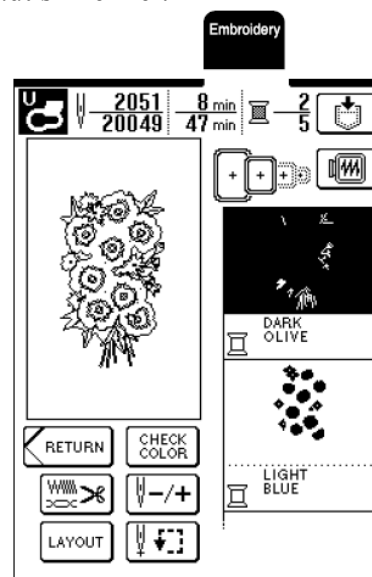 Embroidery
U
2051 8 min 2
20049 47 min 5
DARK
OLIVE
RETURN
CHECK
COLOR
LIGHT
BLUE
-/+
LAYOUT